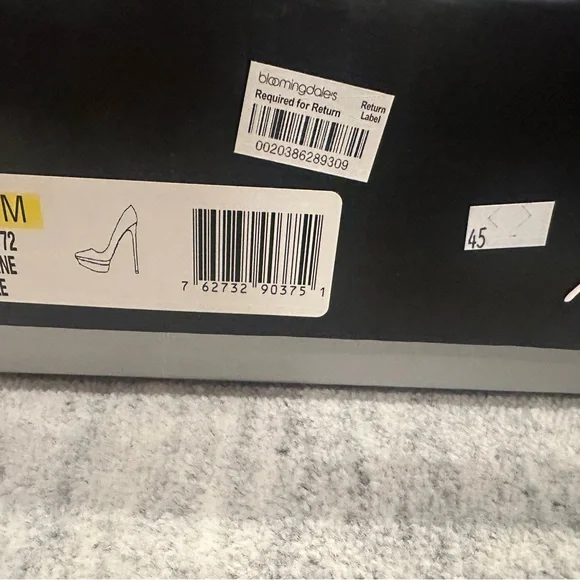 bloomingdale's
Required for Return
Return
Label
0020386289309
M
72
NE
E
7 62732 90375 1
45